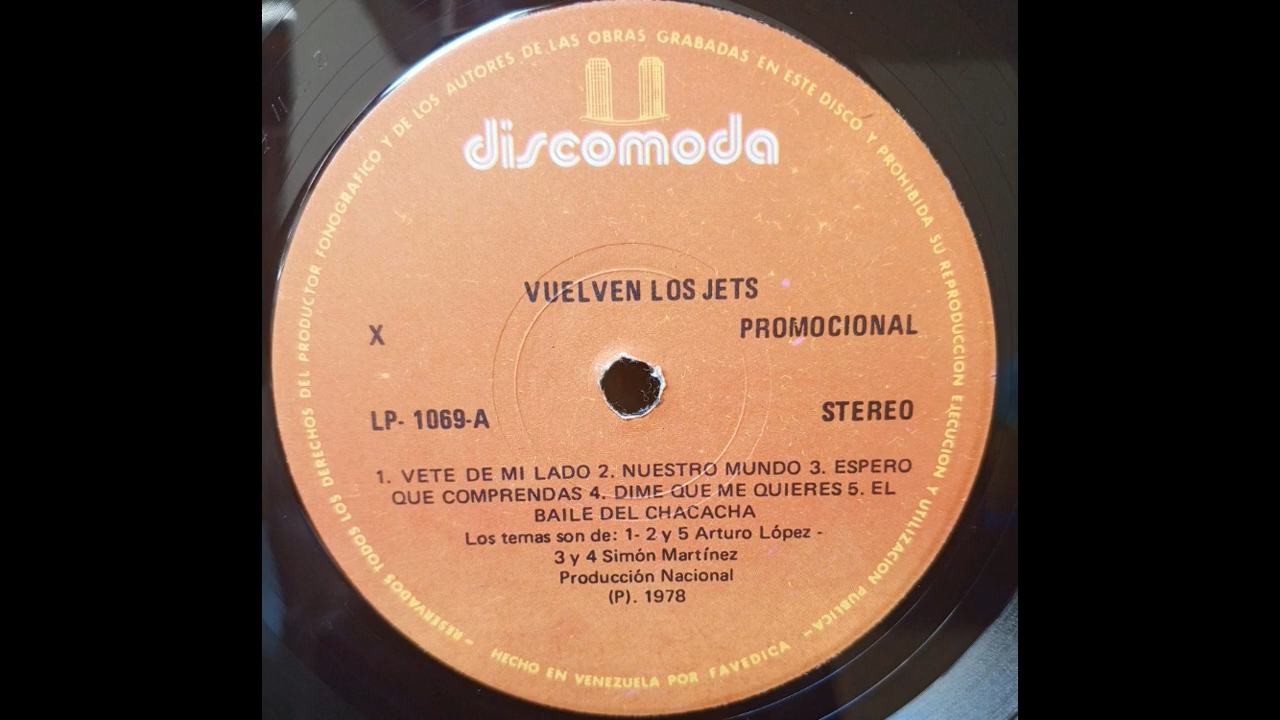 RESERVADOS TODOS LOS DERECHOS DEL PRODUCTOR FONOGRAFICO Y DE LOS AUTORES DE LAS OBRAS GRABADAS EN ESTE DISCO Y PROHIBIDA SU REPRODUCCION EJECUCION Y UTILIZACION PUBLICA -
discomoda
VUELVEN LOS JETS
X PROMOCIONAL
LP- 1069-A STEREO
1. VETE DE MI LADO 2. NUESTRO MUNDO 3. ESPERO
QUE COMPRENDAS 4. DIME QUE ME QUIERES 5. EL
BAILE DEL CHACACHA
Los temas son de: 1- 2 y 5 Arturo López -
3 y 4 Simón Martínez
Producción Nacional
(P). 1978
HECHO EN VENEZUELA POR FAVEDICA -